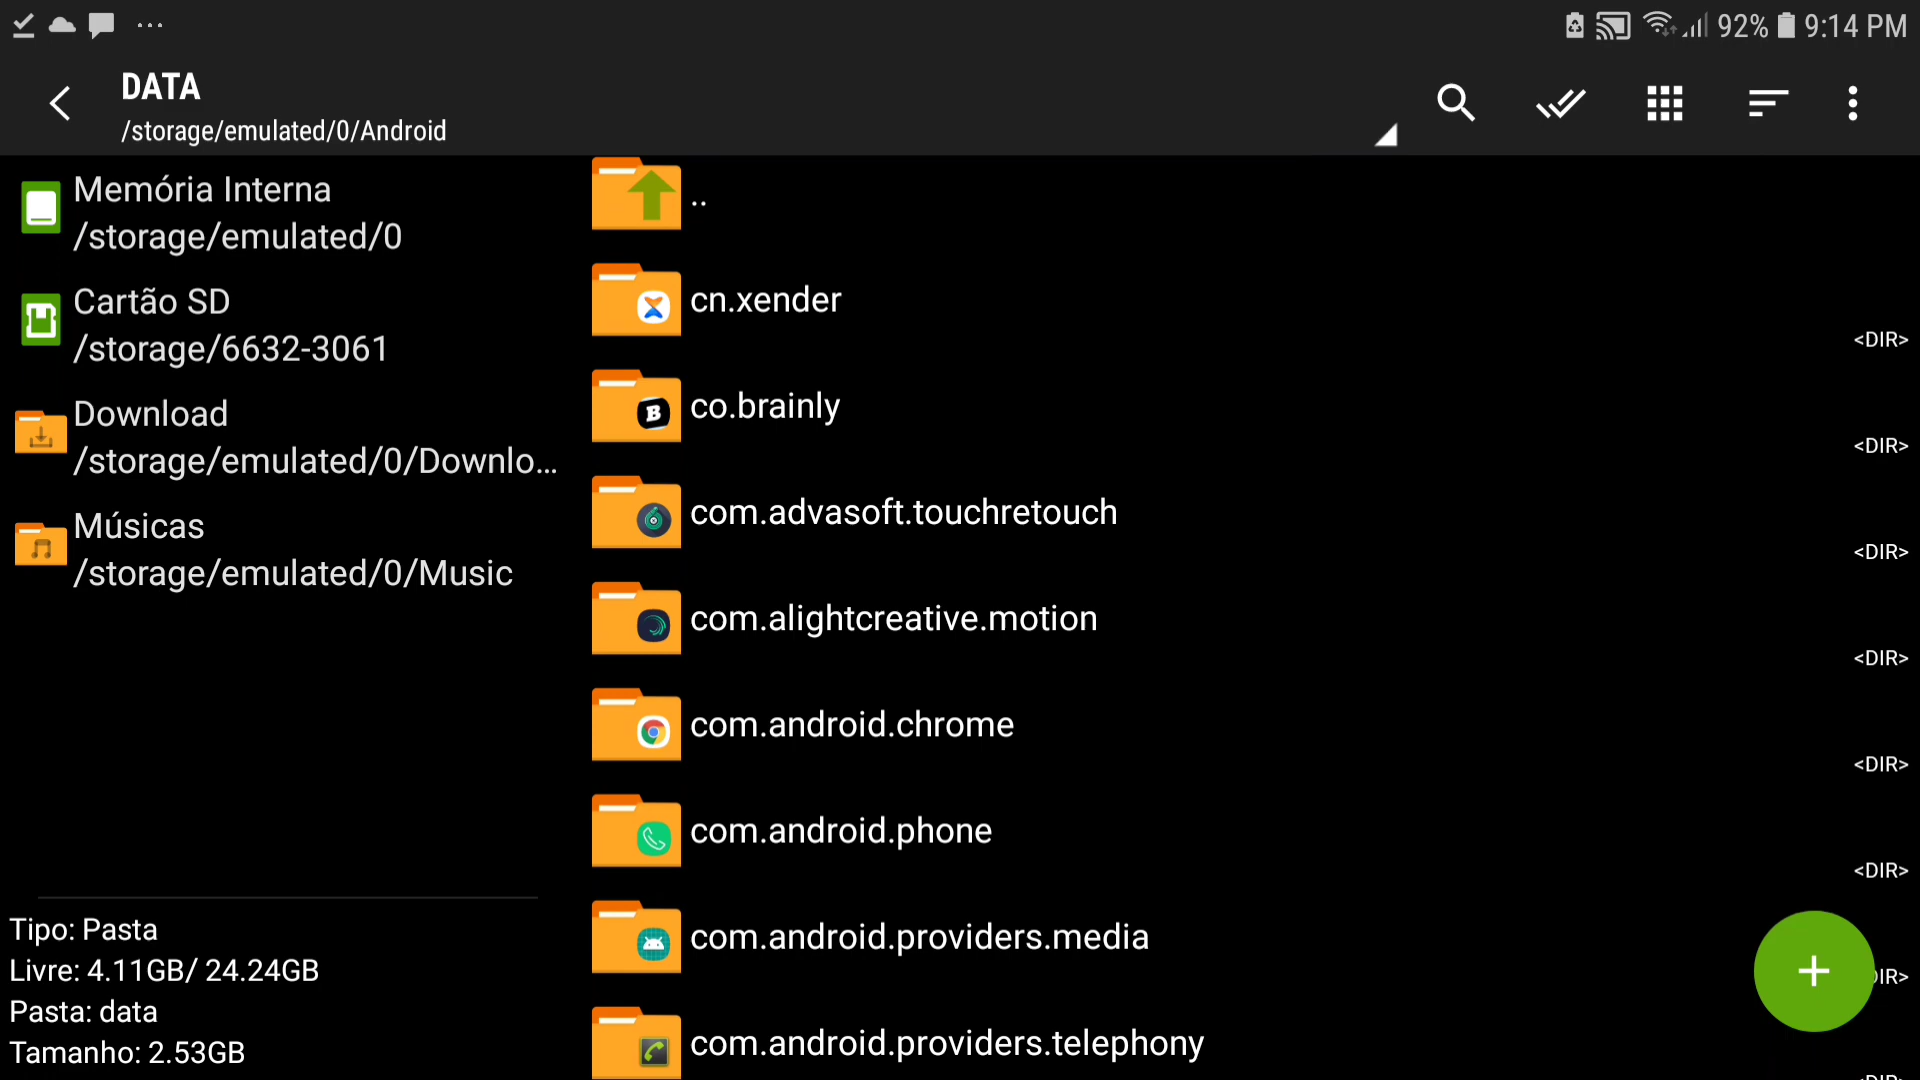 92% 9:14 PM
DATA
/storage/emulated/0/Android
Memória Interna
/storage/emulated/0
Cartão SD
/storage/6632-3061
Download
/storage/emulated/0/Downlo...
Músicas
/storage/emulated/0/Music
Tipo: Pasta
Livre: 4.11GB/ 24.24GB
Pasta: data
Tamanho: 2.53GB
..
cn.xender
<DIR>
co.brainly
<DIR>
com.advasoft.touchretouch
<DIR>
com.alightcreative.motion
<DIR>
com.android.chrome
<DIR>
com.android.phone
<DIR>
com.android.providers.media
IR>
com.android.providers.telephony